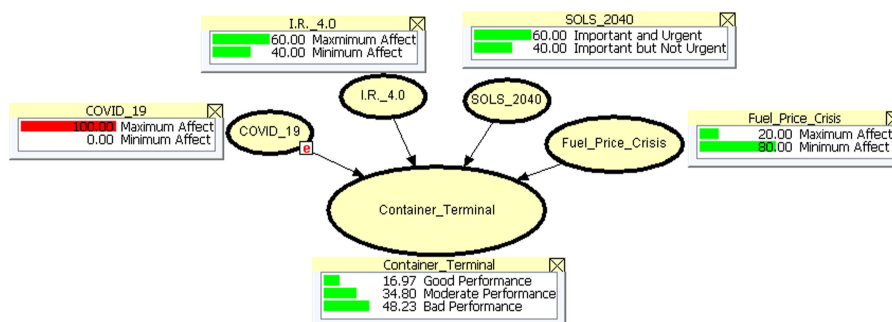 I.R._4.0
60.00 Maxmimum Affect
40.00 Minimum Affect
SOLS_2040
60.00 Important and Urgent
40.00 Important but Not Urgent
COVID_19
100.00 Maximum Affect
0.00 Minimum Affect
I.R._4.0
SOLS_2040
COVID_19
e
Fuel_Price_Crisis
Fuel_Price_Crisis
20.00 Maximum Affect
80.00 Minimum Affect
Container_Terminal
Container_Terminal
16.97 Good Performance
34.80 Moderate Performance
48.23 Bad Performance